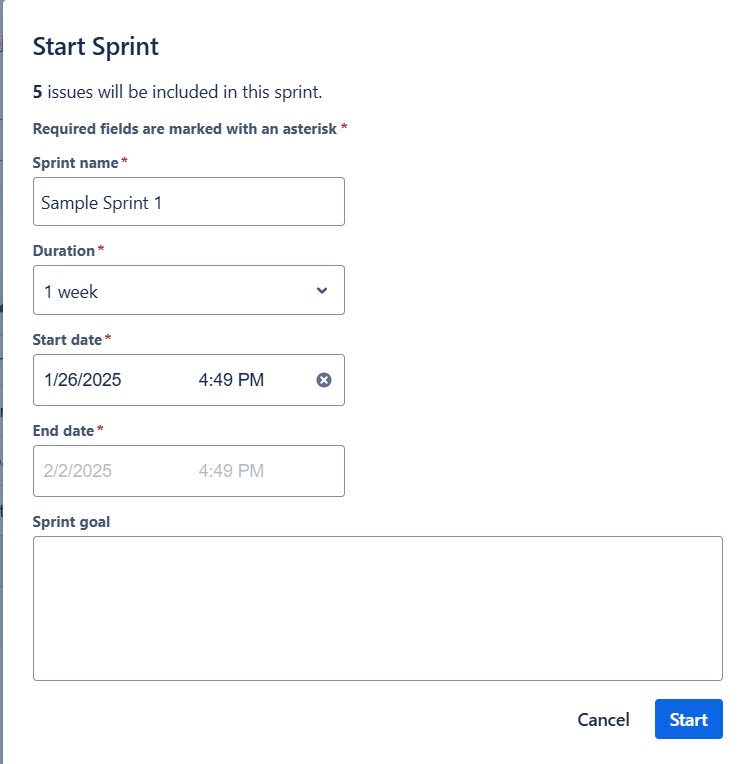 Start Sprint
5 issues will be included in this sprint.
Required fields are marked with an asterisk *
Sprint name*
Sample Sprint 1
Duration*
1 week
Start date*
1/26/2025 4:49 PM
End date*
2/2/2025 4:49 PM
Sprint goal
Cancel Start